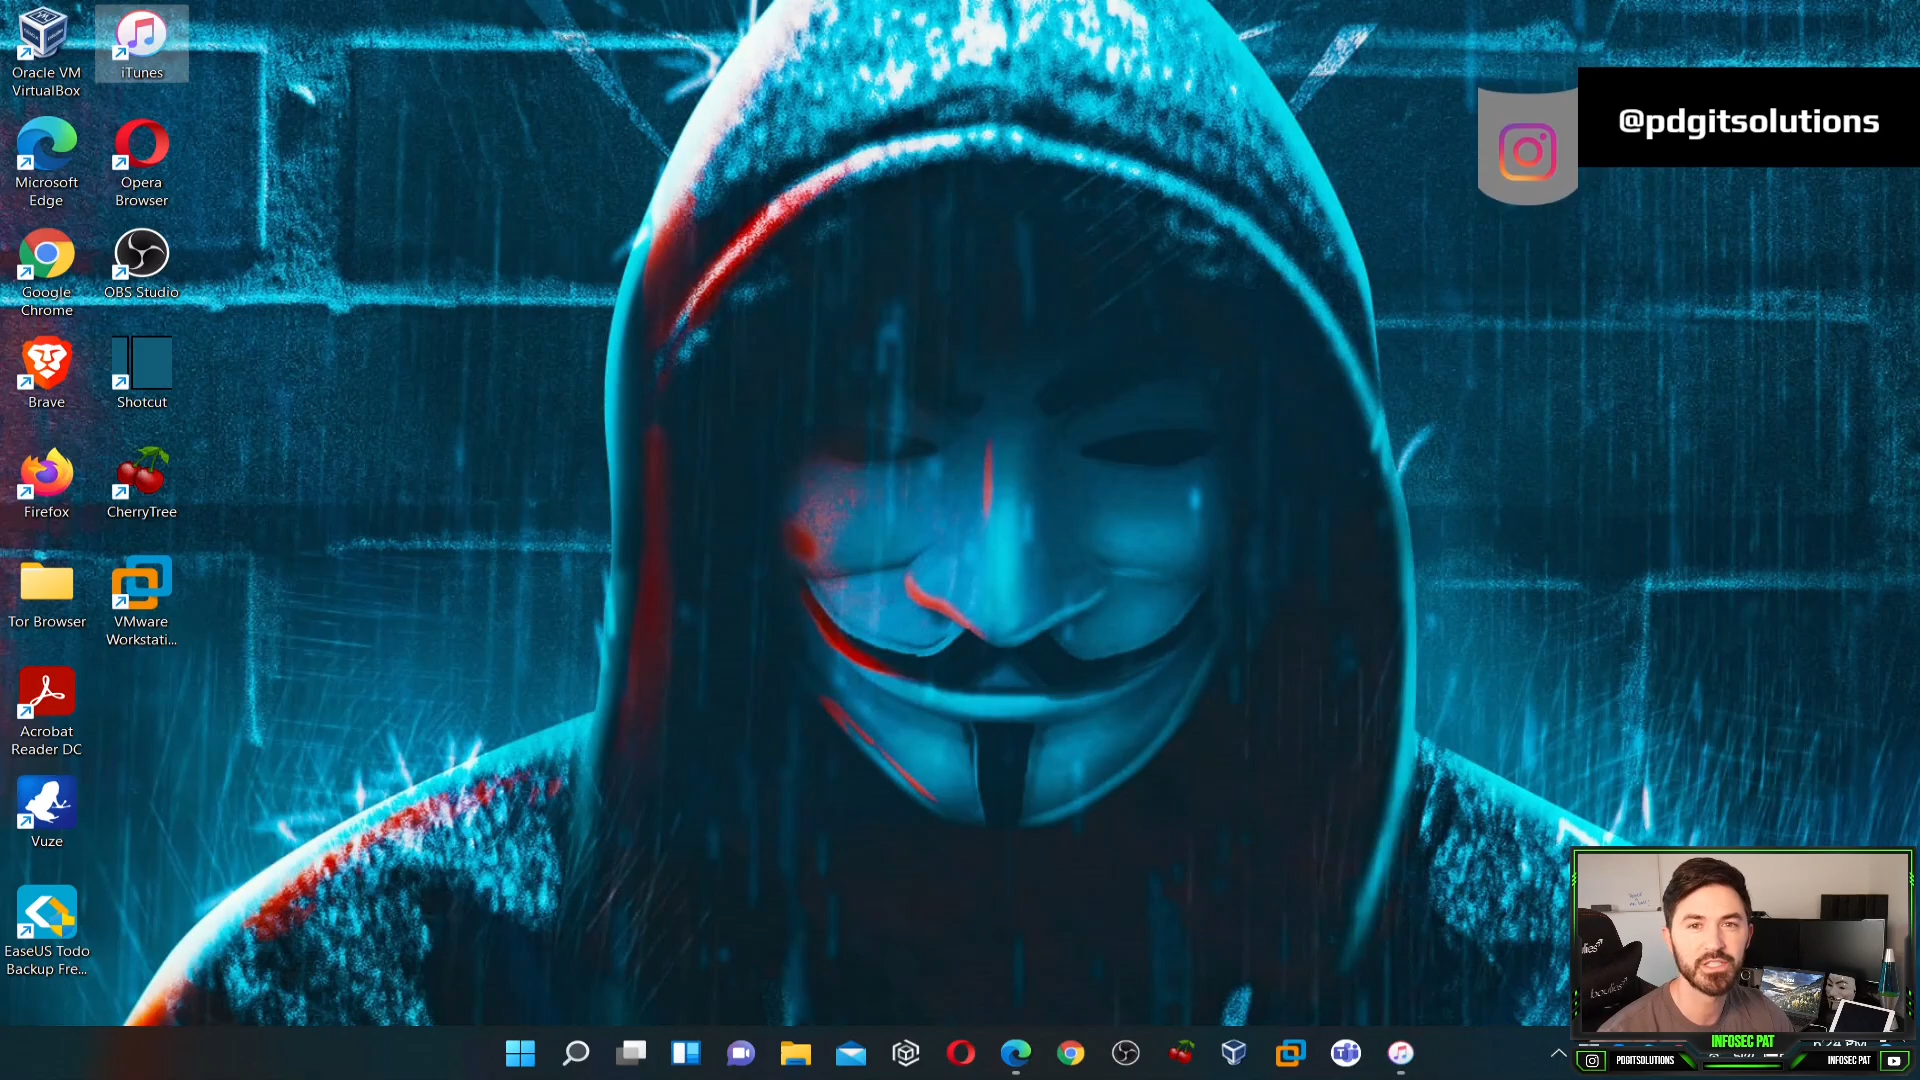 Oracle VM
VirtualBox
iTunes
Microsoft
Edge
Opera
Browser
Google
Chrome
OBS Studio
Brave
Shotcut
Firefox
CherryTree
Tor Browser
VMware
Workstati...
Acrobat
Reader DC
Vuze
EaseUS Todo
Backup Fre...
@pdgitsolutions
INFOSEC PAT
PDGITSOLUTIONS
INFOSEC PAT